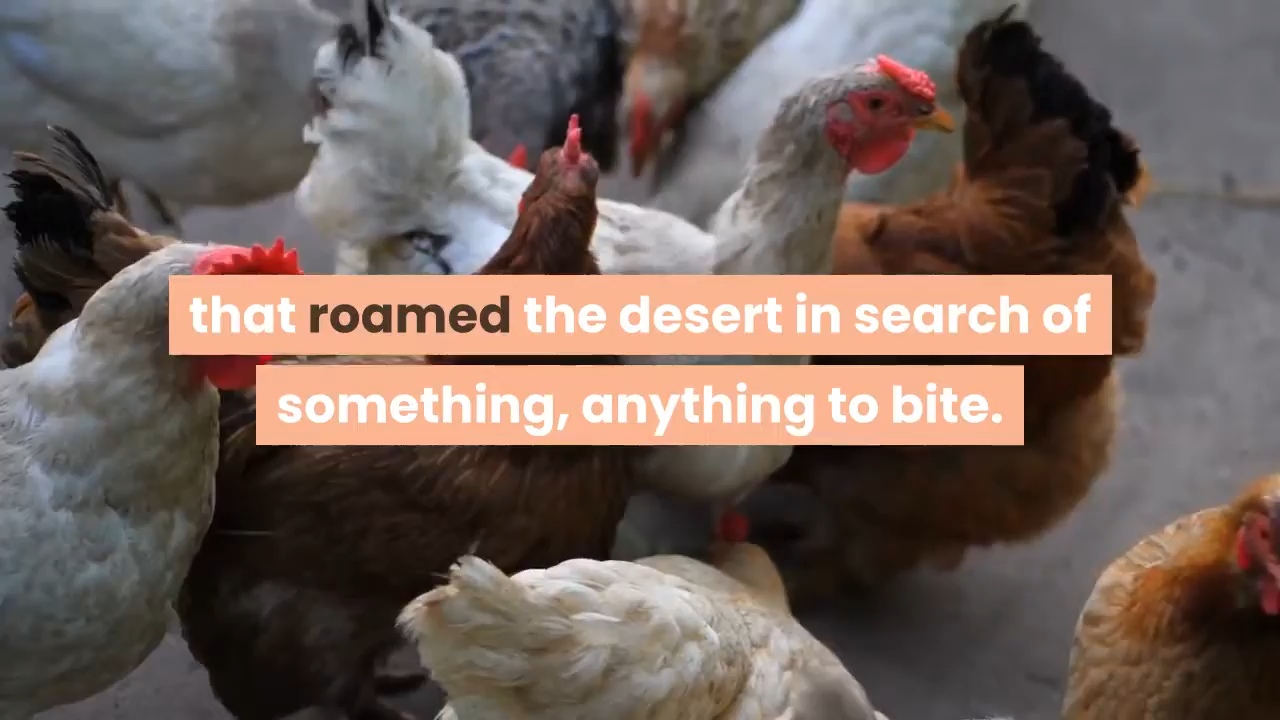 that roamed the desert in search of
something, anything to bite.